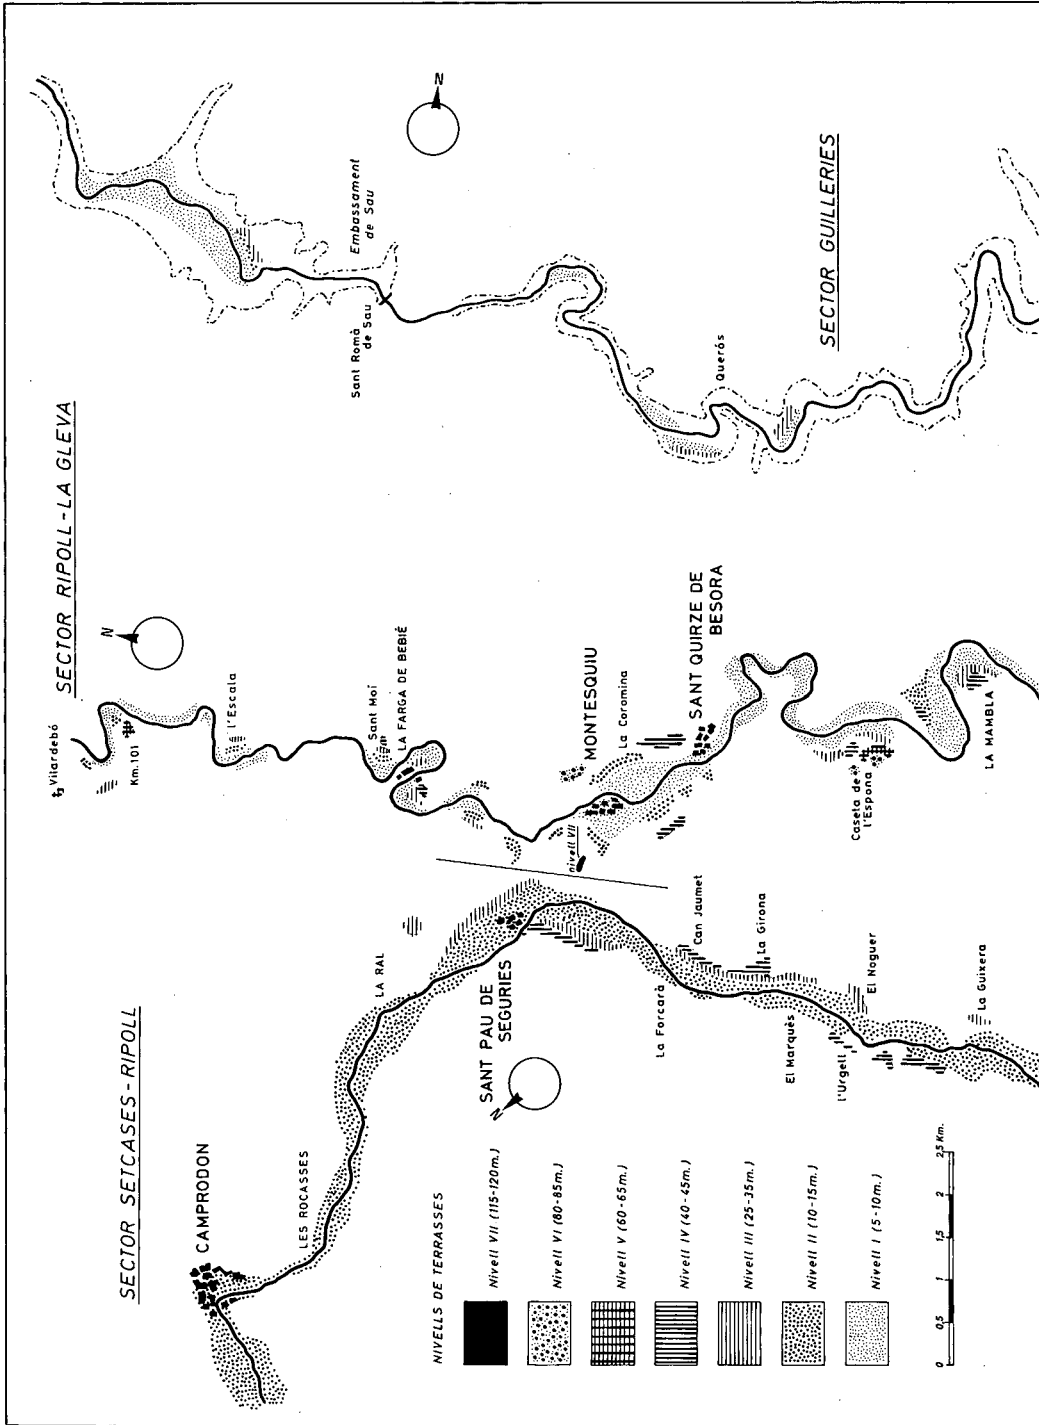 SECTOR SETCASES-RIPOLL
CAMPRODON
LES ROCASSES
LA RAL
SANT PAU DE
SEGURIES
N
La Farcarà
Can Jaumet
La Girona
El Marquès
l'Urgell
El Noguer
La Guixera
NIVELLS DE TERRASSES
Nivell VII (115-120m.)
Nivell VI (80-85m.)
Nivell V (60-65m.)
Nivell IV (40-45m.)
Nivell III (25-35m.)
Nivell II (10-15m.)
Nivell I (5-10m.)
0 0,5 1 1,5 2 2,5 Km.
SECTOR RIPOLL-LA GLEVA
N
Vilardebó
Km.101
l'Escala
Sant Moí
LA FARGA DE BEBIÉ
nivell VII
MONTESQUIU
La Coromina
SANT QUIRZE DE
BESORA
Caseta de
l'Espona
LA MAMBLA
SECTOR GUILLERIES
N
Embassament
de Sau
Sant Romà
de Sau
Querós